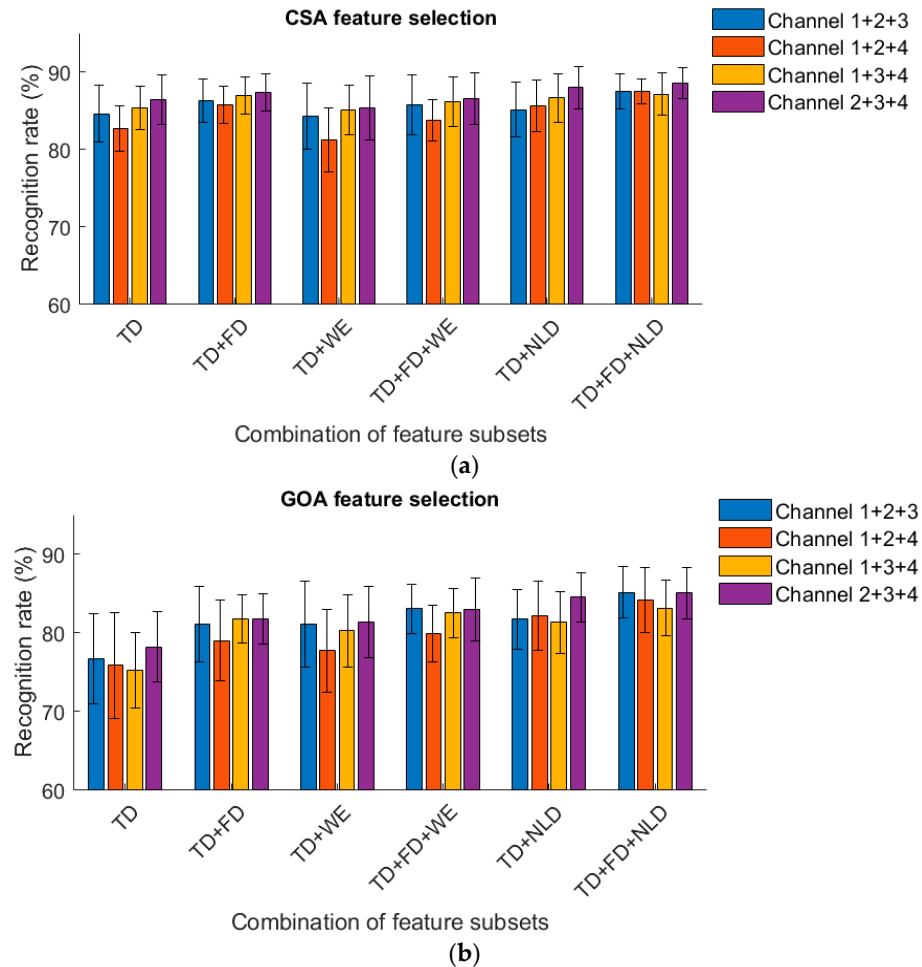 CSA feature selection
Channel 1+2+3
Channel 1+2+4
Channel 1+3+4
Channel 2+3+4
Recognition rate (%)
90
80
70
60
TD
TD+FD
TD+WE
TD+FD+WE
TD+NLD
TD+FD+NLD
Combination of feature subsets
(a)
GOA feature selection
Channel 1+2+3
Channel 1+2+4
Channel 1+3+4
Channel 2+3+4
Recognition rate (%)
90
80
70
60
TD
TD+FD
TD+WE
TD+FD+WE
TD+NLD
TD+FD+NLD
Combination of feature subsets
(b)